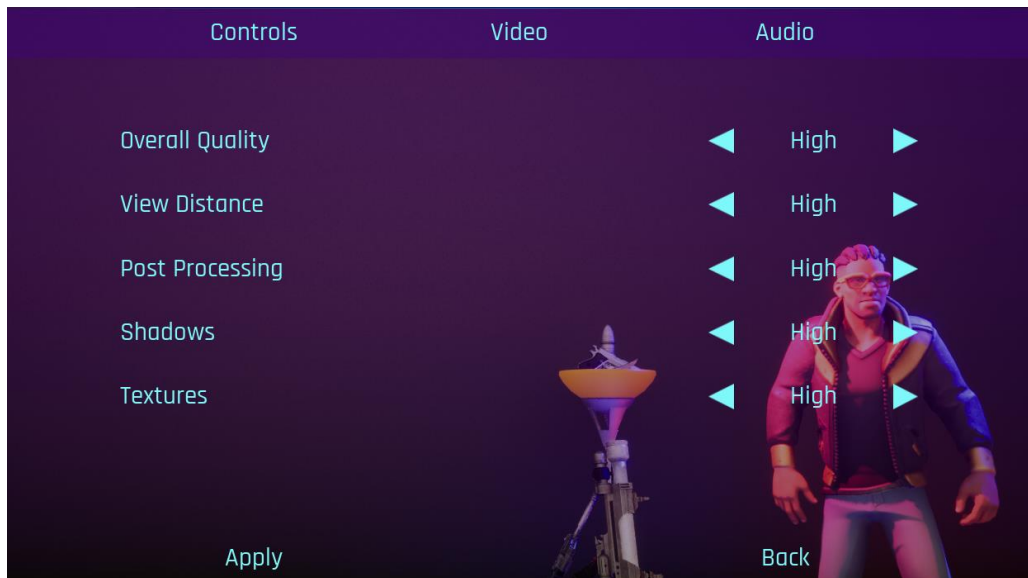 Controls Video Audio
Overall Quality High
View Distance High
Post Processing High
Shadows High
Textures High
Apply Back